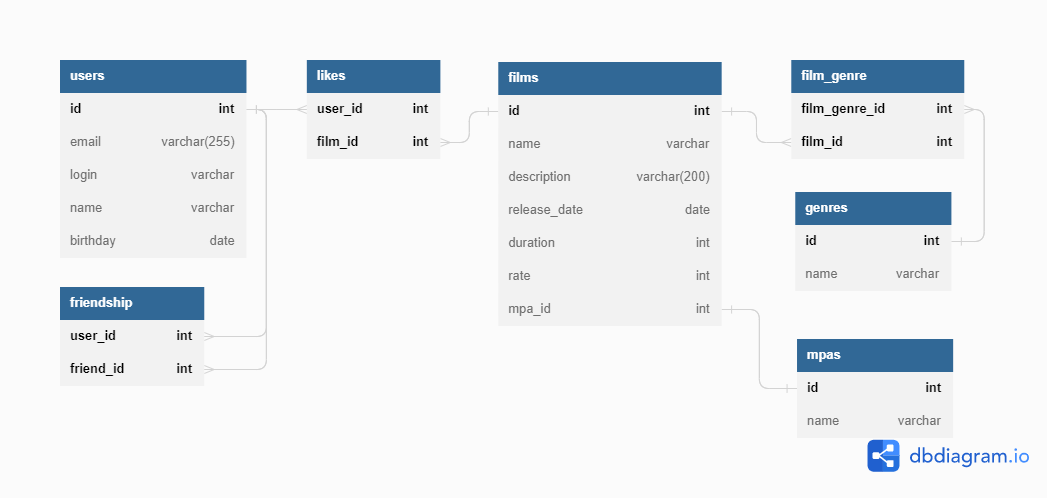 users
id int
email varchar(255)
login varchar
name varchar
birthday date
friendship
user_id int
friend_id int
likes
user_id int
film_id int
films
id int
name varchar
description varchar(200)
release_date date
duration int
rate int
mpa_id int
film_genre
film_genre_id int
film_id int
genres
id int
name varchar
mpas
id int
name varchar
dbdiagram.io